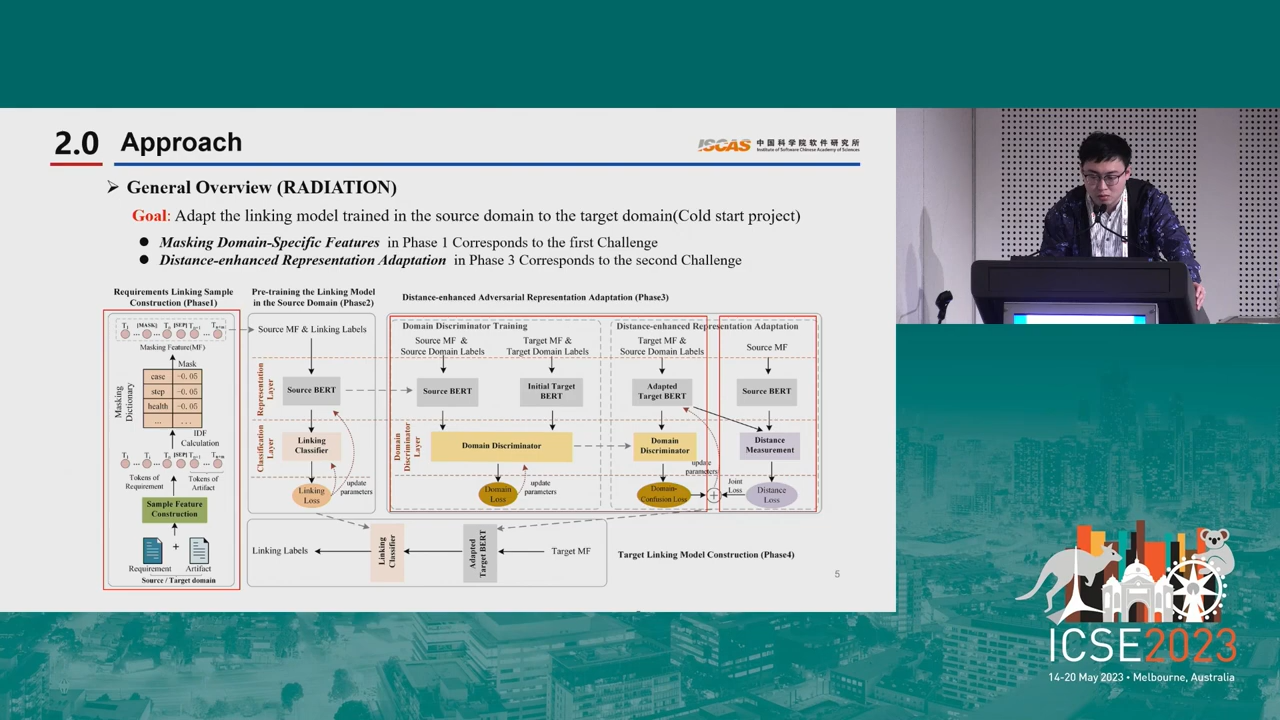 2.0 Approach
ISCAS 中国科学院软件研究所
Institute of Software Chinese Academy of Sciences
➢ General Overview (RADIATION)
Goal: Adapt the linking model trained in the source domain to the target domain(Cold start project)
● Masking Domain-Specific Features in Phase 1 Corresponds to the first Challenge
● Distance-enhanced Representation Adaptation in Phase 3 Corresponds to the second Challenge
Requirements Linking Sample
Construction (Phase1)
[MASK] [SEP]
Masking Feature(MF)
Mask
Masking
Dictionary
case -0.05
step -0.05
health -0.05
... ...
IDF
Calculation
[SEP]
Tokens of
Requirement
Tokens of
Artifact
Sample Feature
Construction
+
Requirement Artifact
Source / Target domain
Pre-training the Linking Model
in the Source Domain (Phase2)
Source MF & Linking Labels
Representation
Layer
Source BERT
Classification
Layer
Linking
Classifier
Linking
Loss
update
parameters
Distance-enhanced Adversarial Representation Adaptation (Phase3)
Domain Discriminator Training
Source MF &
Source Domain Labels
Target MF &
Target Domain Labels
Source BERT
Initial Target
BERT
Domain
Discriminator
Layer
Domain Discriminator
Domain
Loss
update
parameters
Distance-enhanced Representation Adaptation
Target MF &
Source Domain Labels
Source MF
Adapted
Target BERT
Source BERT
Domain
Discriminator
Distance
Measurement
update
parameters
Domain-
Confusion Loss
+
Joint
Loss
Distance
Loss
Linking Labels
Linking
Classifier
Adapted
Target BERT
Target MF
Target Linking Model Construction (Phase4)
5
ICSE2023
14-20 May 2023 • Melbourne, Australia